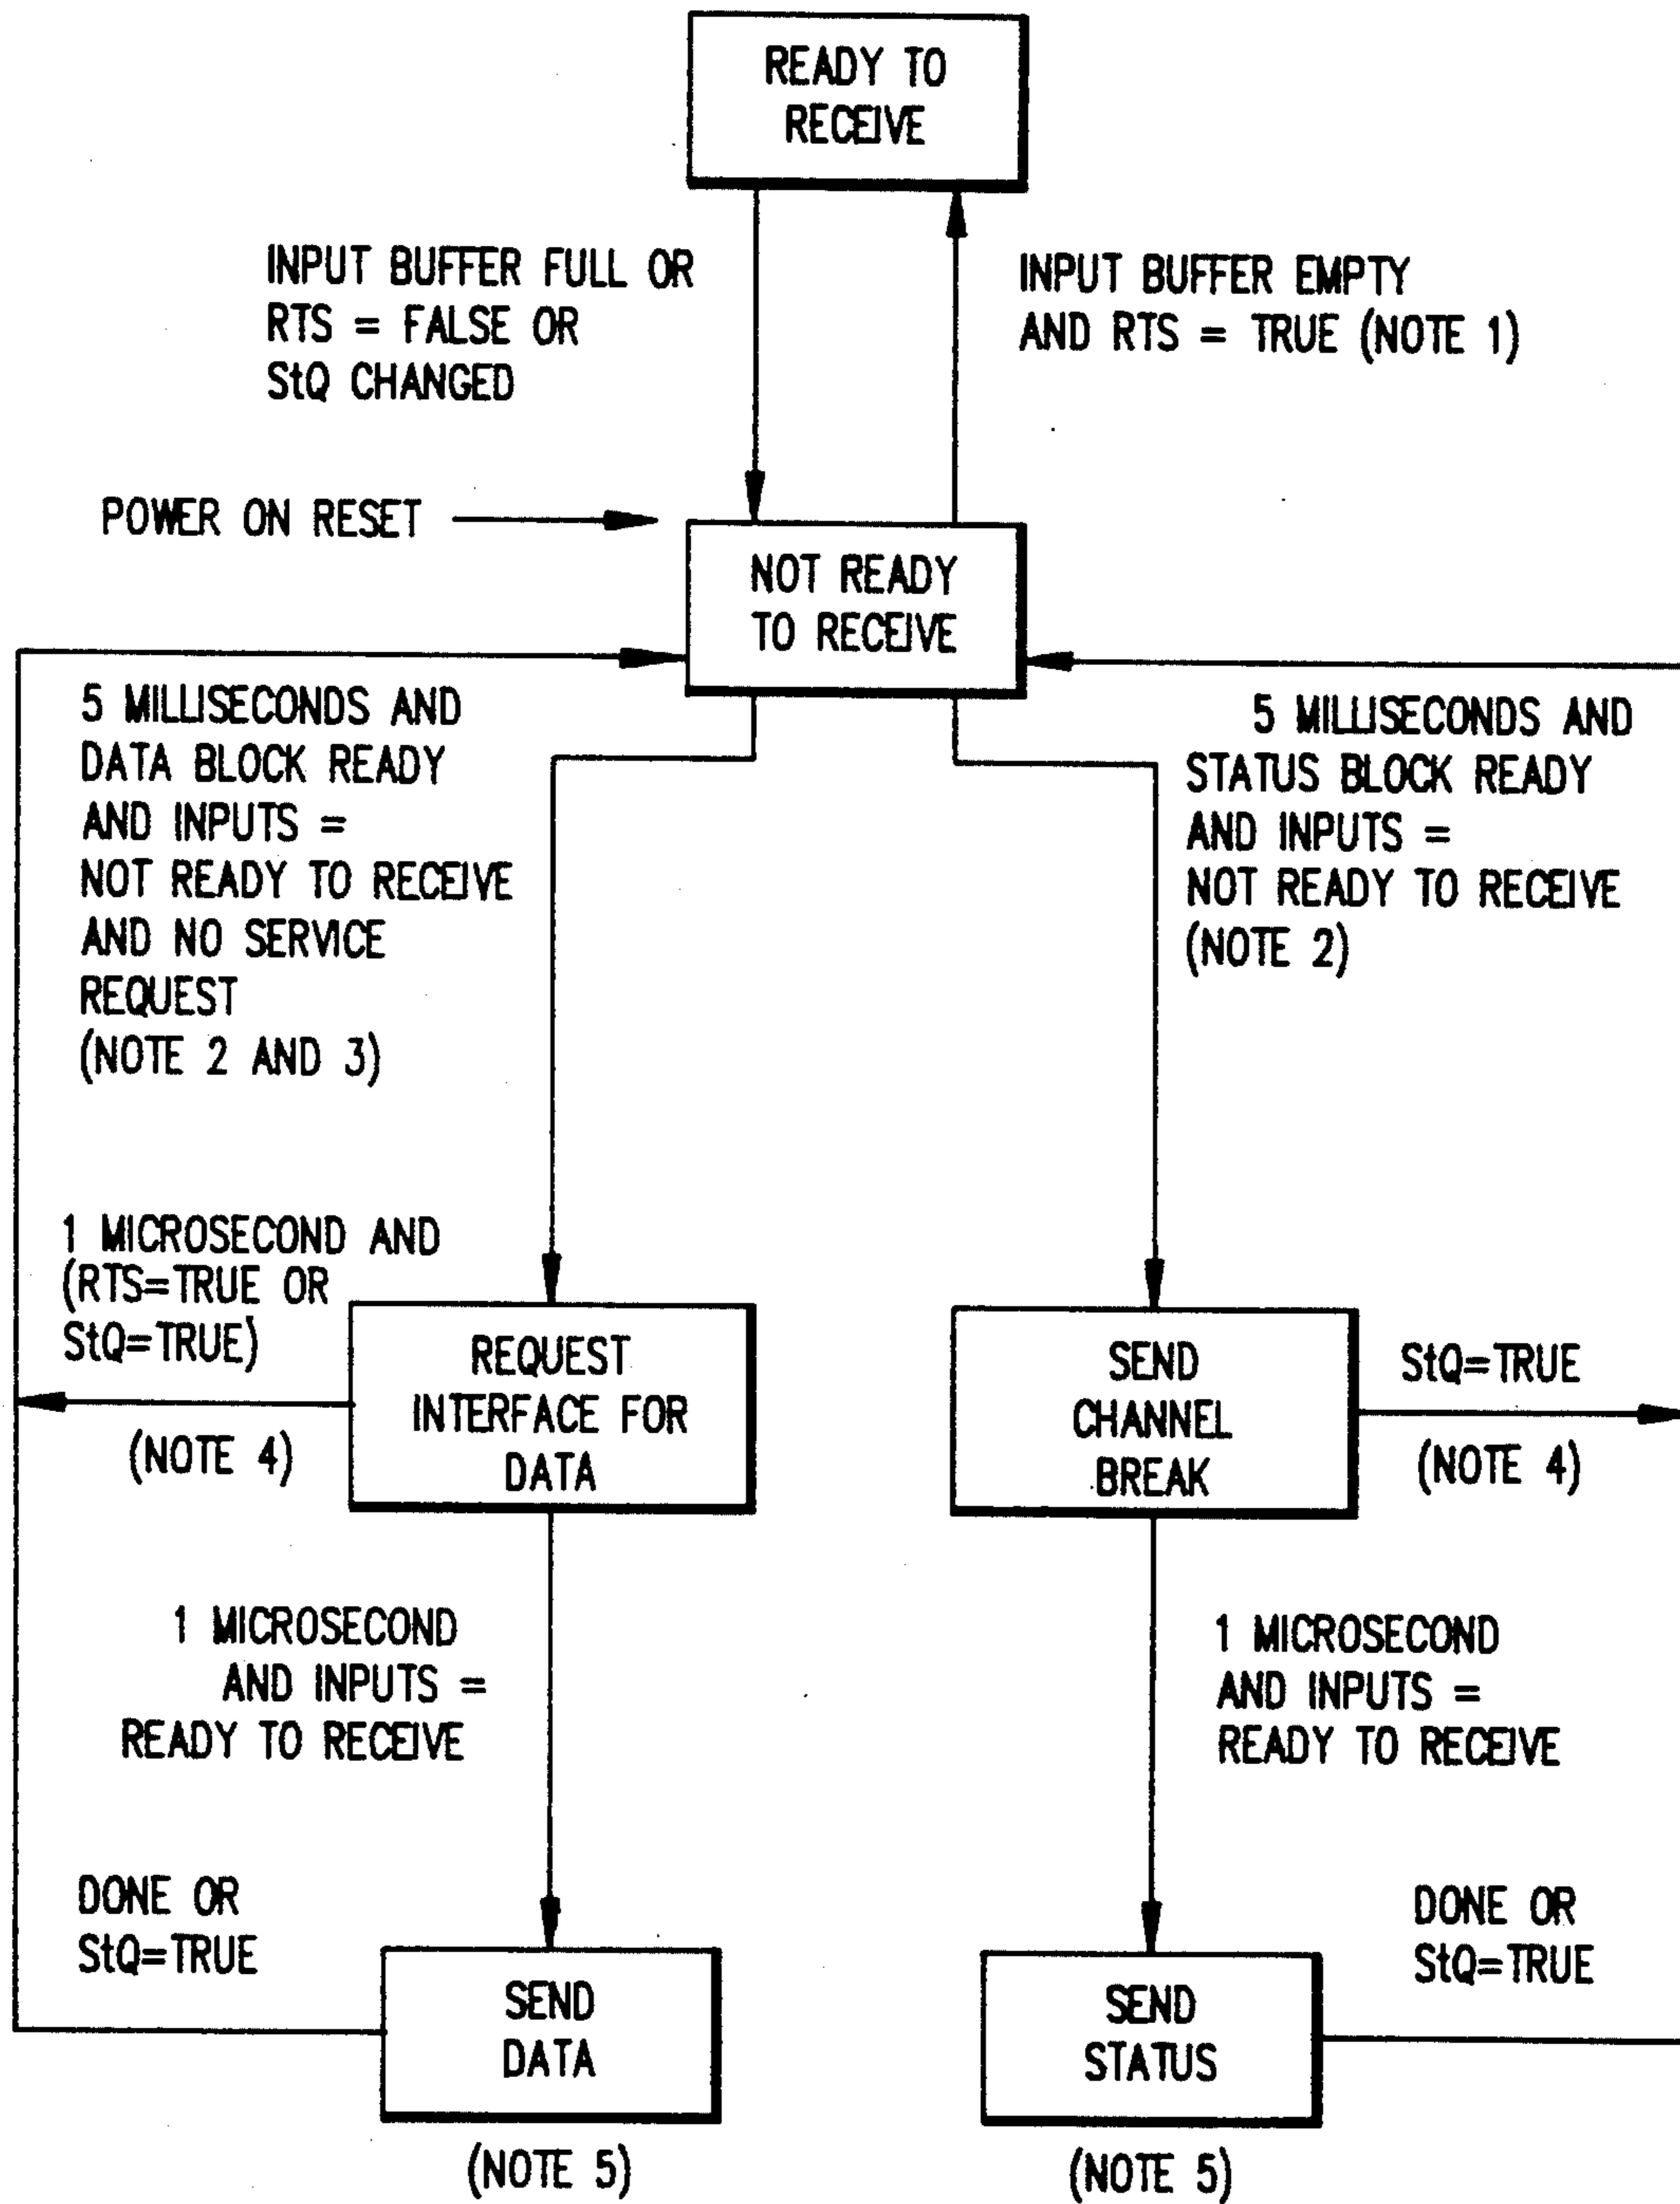 READY TO
RECEIVE
INPUT BUFFER FULL OR
RTS = FALSE OR
StQ CHANGED
INPUT BUFFER EMPTY
AND RTS = TRUE (NOTE 1)
POWER ON RESET
NOT READY
TO RECEIVE
5 MILLISECONDS AND
DATA BLOCK READY
AND INPUTS =
NOT READY TO RECEIVE
AND NO SERVICE
REQUEST
(NOTE 2 AND 3)
5 MILLISECONDS AND
STATUS BLOCK READY
AND INPUTS =
NOT READY TO RECEIVE
(NOTE 2)
1 MICROSECOND AND
(RTS=TRUE OR
StQ=TRUE)
(NOTE 4)
REQUEST
INTERFACE FOR
DATA
SEND
CHANNEL
BREAK
StQ=TRUE
(NOTE 4)
1 MICROSECOND
AND INPUTS =
READY TO RECEIVE
1 MICROSECOND
AND INPUTS =
READY TO RECEIVE
DONE OR
StQ=TRUE
SEND
DATA
(NOTE 5)
SEND
STATUS
(NOTE 5)
DONE OR
StQ=TRUE